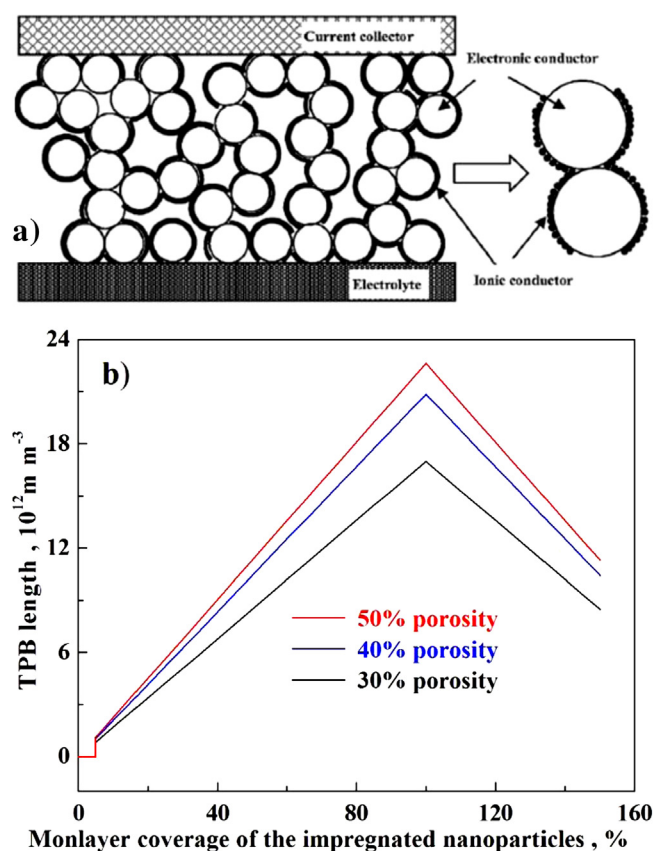 Current collector
Electronic conductor
a)
Ionic conductor
Electrolyte
b)
24
18
12
6
0
TPB length , 10¹²m m⁻³
50% porosity
40% porosity
30% porosity
0 40 80 120 160
Monlayer coverage of the impregnated nanoparticles , %